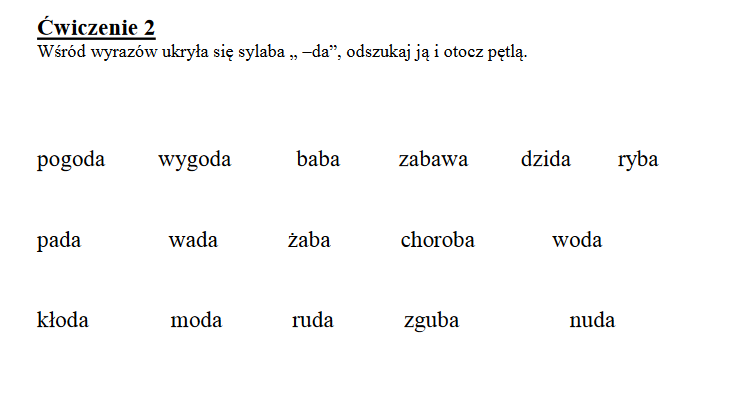 Ćwiczenie 2
Wśród wyrazów ukryła się sylaba „ –da”, odszukaj ją i otocz pętlą.
pogoda wygoda baba zabawa dzida ryba
pada wada żaba choroba woda
kłoda moda ruda zguba nuda